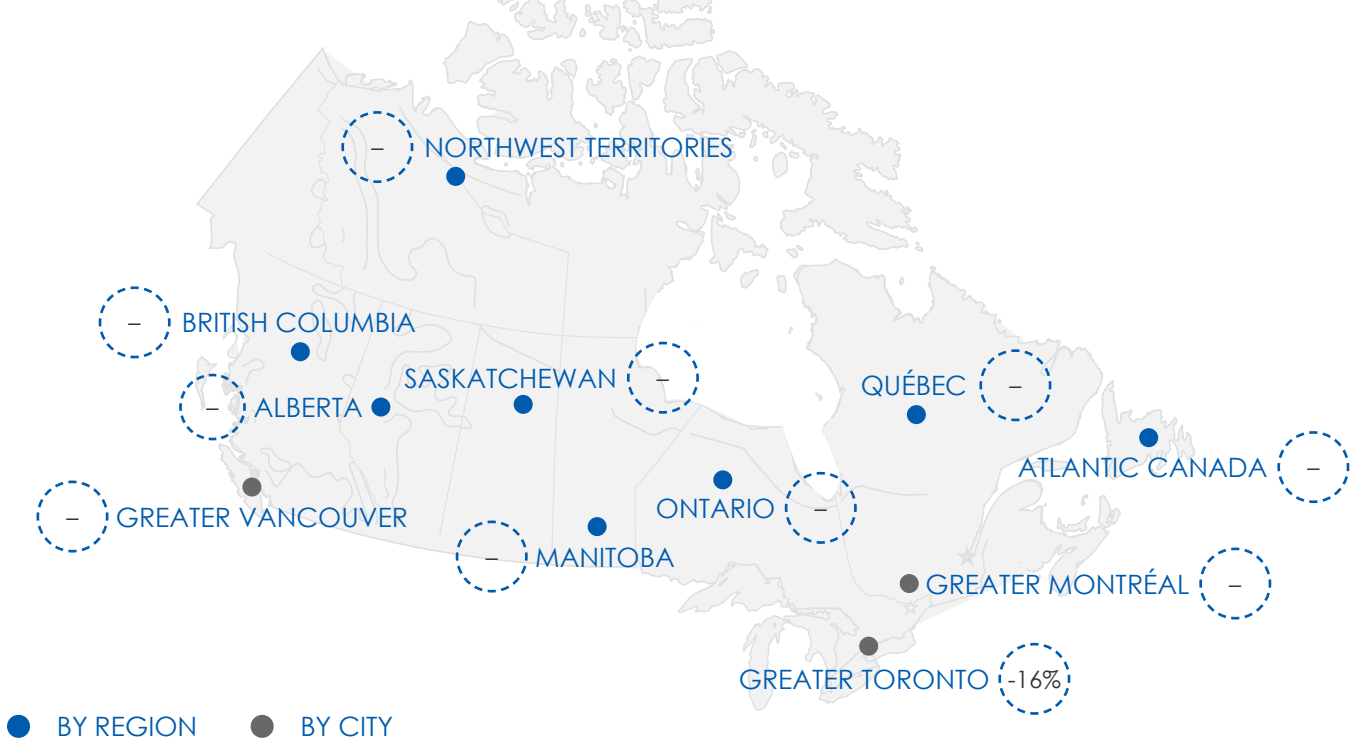 – NORTHWEST TERRITORIES
– BRITISH COLUMBIA
SASKATCHEWAN –
QUÉBEC –
– ALBERTA
ATLANTIC CANADA –
ONTARIO –
– GREATER VANCOUVER
– MANITOBA
GREATER MONTRÉAL –
GREATER TORONTO -16%
BY REGION
BY CITY